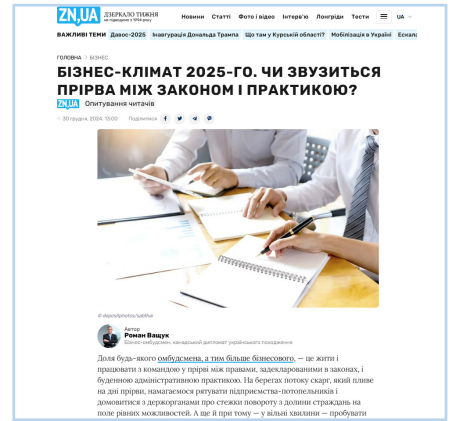 ZN,UA ДЗЕРКАЛО ТИЖНЯ Новини Статті Фото і відео Інтерв'ю Лонгріди Тести UA
ВАЖЛИВІ ТЕМИ Давос-2025 Інавгурація Дональда Трампа Що там у Курській області? Мобілізація в Україні Ескала
ГОЛОВНА > БІЗНЕС
БІЗНЕС-КЛІМАТ 2025-ГО. ЧИ ЗВУЗИТЬСЯ
ПРІРВА МІЖ ЗАКОНОМ І ПРАКТИКОЮ?
ZN,UA Опитування читачів
30 грудня, 2024, 13:00 Поділитися
© depositphotos/sabthai
Автор
Роман Ващук
Бізнес-омбудсмен, канадський дипломат українського походження
Доля будь-якого омбудсмена, а тим більше бізнесового, — це жити і
працювати з командою у прірві між правами, задекларованими в законах, і
буденною адміністративною практикою. На берегах потоку скарг, який пливе
на дні прірви, намагаємося рятувати підприємства-потопельників і
домовитися з держорганами про стежки повороту з долини страждань на
поле рівних можливостей. А ще й при тому — у вільні хвилини — пробувати